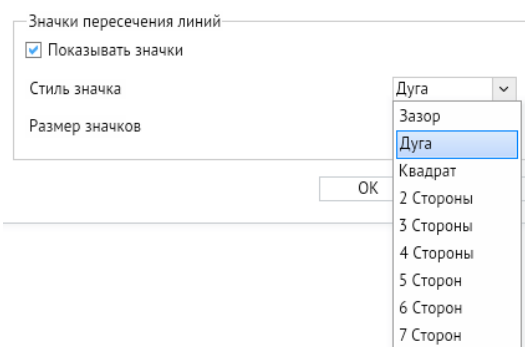 Значки пересечения линий
Показывать значки
Стиль значка
Дуга
Размер значков
Зазор
Дуга
Квадрат
2 Стороны
3 Стороны
4 Стороны
5 Сторон
6 Сторон
7 Сторон
OK